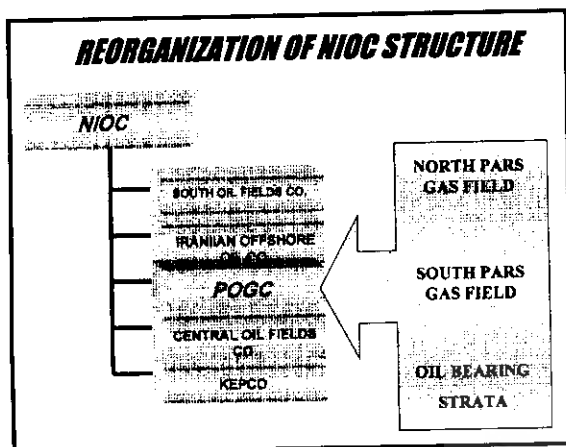 REORGANIZATION OF NIOC STRUCTURE
NIOC
SOUTH OIL FIELDS CO.
IRANIIAN OFFSHORE
OIL CO.
POGC
CENTRAL OIL FIELDS
CO.
KEPCO
NORTH PARS
GAS FIELD
SOUTH PARS
GAS FIELD
OIL BEARING
STRATA